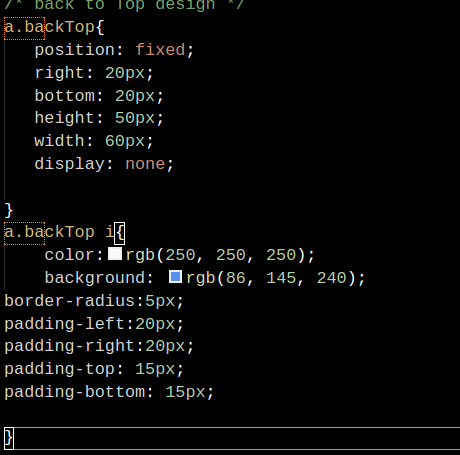 /* back to Top design */
a.backTop{
position: fixed;
right: 20px;
bottom: 20px;
height: 50px;
width: 60px;
display: none;
}
a.backTop i{
color: rgb(250, 250, 250);
background: rgb(86, 145, 240);
border-radius:5px;
padding-left:20px;
padding-right:20px;
padding-top: 15px;
padding-bottom: 15px;
}